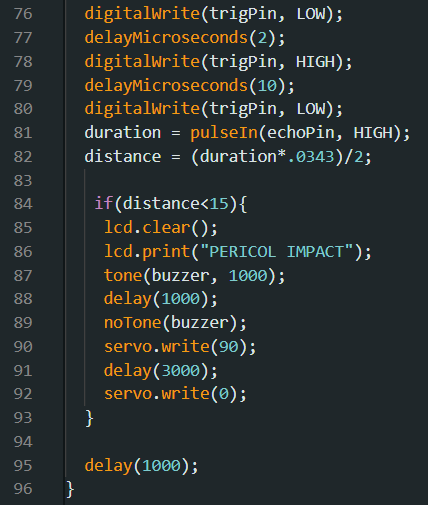 76 digitalWrite(trigPin, LOW);
77 delayMicroseconds(2);
78 digitalWrite(trigPin, HIGH);
79 delayMicroseconds(10);
80 digitalWrite(trigPin, LOW);
81 duration = pulseIn(echoPin, HIGH);
82 distance = (duration*.0343)/2;
83
84 if(distance<15){
85 lcd.clear();
86 lcd.print("PERICOL IMPACT");
87 tone(buzzer, 1000);
88 delay(1000);
89 noTone(buzzer);
90 servo.write(90);
91 delay(3000);
92 servo.write(0);
93 }
94
95 delay(1000);
96 }